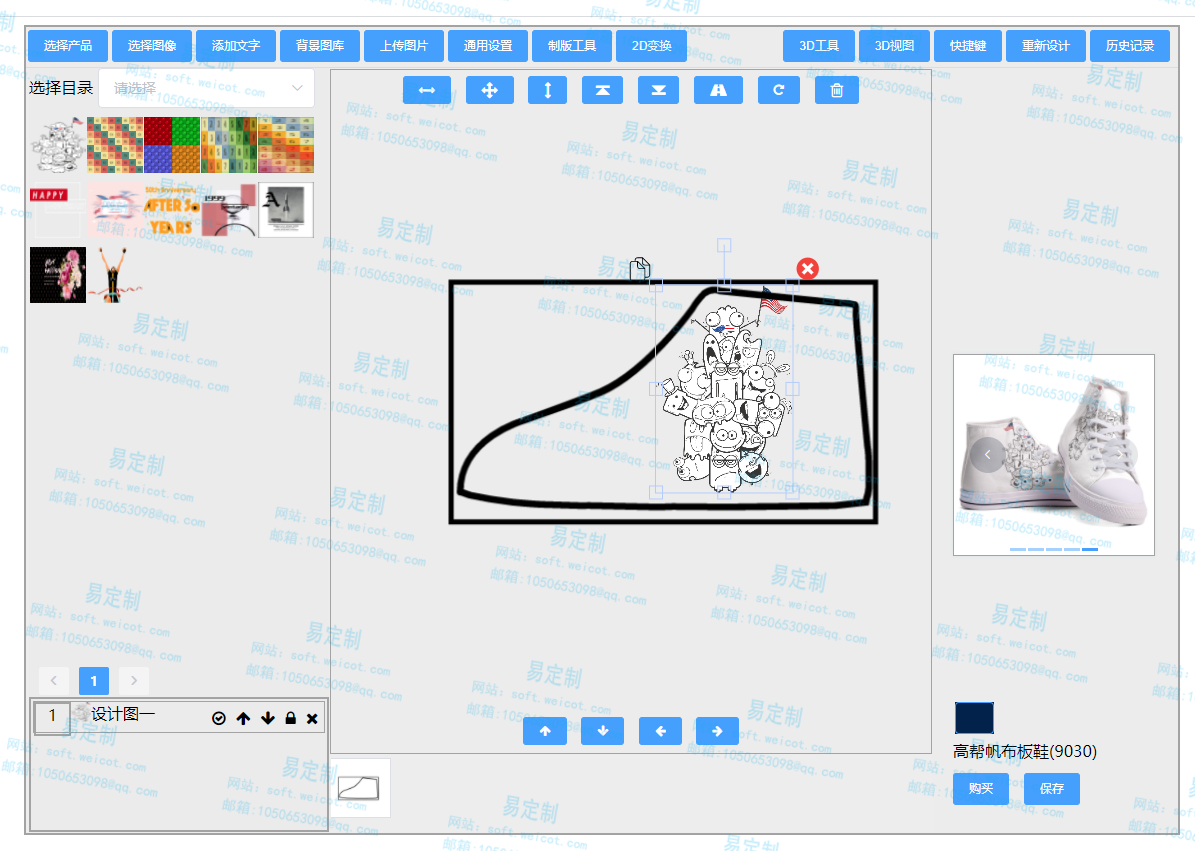 选择产品
选择图像
添加文字
背景图库
上传图片
通用设置
制版工具
2D变换
3D工具
3D视图
快捷键
重新设计
历史记录
选择目录
请选择
HAPPY
AFTER 50
YEARS
1999
A
1
1
设计图一
高帮帆布板鞋(9030)
购买
保存
易定制
网站: soft.weicot.com
邮箱:1050653098@qq.com